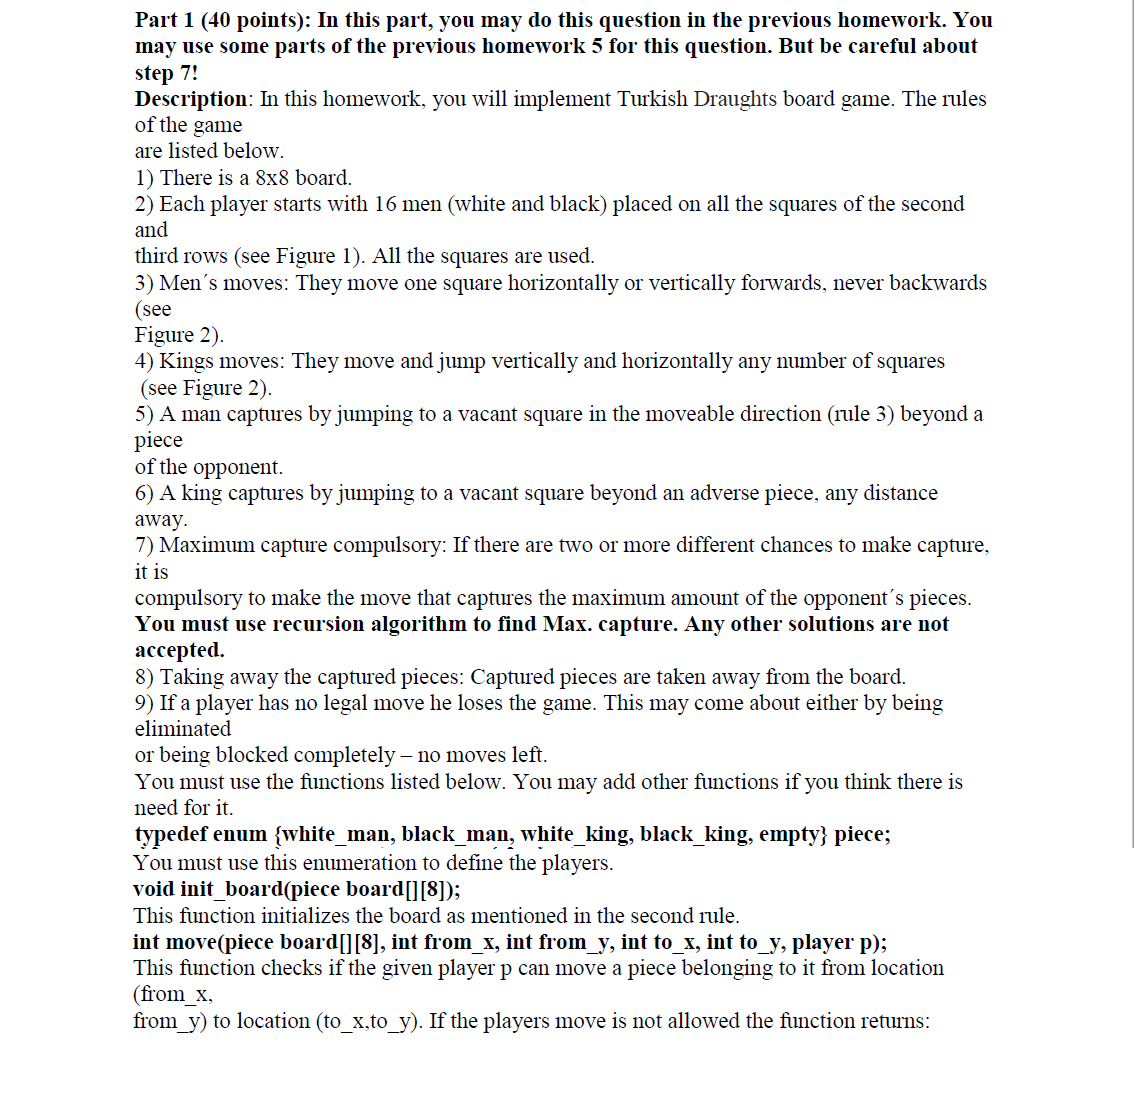 Part 1 (40 points): In this part, you may do this question in the previous homework. You
may use some parts of the previous homework 5 for this question. But be careful about
step 7!
Description: In this homework, you will implement Turkish Draughts board game. The rules
of the game
are listed below.
1) There is a 8x8 board.
2) Each player starts with 16 men (white and black) placed on all the squares of the second
and
third rows (see Figure 1). All the squares are used.
3) Men´s moves: They move one square horizontally or vertically forwards, never backwards
(see
Figure 2).
4) Kings moves: They move and jump vertically and horizontally any number of squares
(see Figure 2).
5) A man captures by jumping to a vacant square in the moveable direction (rule 3) beyond a
piece
of the opponent.
6) A king captures by jumping to a vacant square beyond an adverse piece, any distance
away.
7) Maximum capture compulsory: If there are two or more different chances to make capture,
it is
compulsory to make the move that captures the maximum amount of the opponent´s pieces.
You must use recursion algorithm to find Max. capture. Any other solutions are not
accepted.
8) Taking away the captured pieces: Captured pieces are taken away from the board.
9) If a player has no legal move he loses the game. This may come about either by being
eliminated
or being blocked completely – no moves left.
You must use the functions listed below. You may add other functions if you think there is
need for it.
typedef enum {white_man, black_man, white_king, black_king, empty} piece;
You must use this enumeration to define the players.
void init_board(piece board[][8]);
This function initializes the board as mentioned in the second rule.
int move(piece board[][8], int from_x, int from_y, int to_x, int to_y, player p);
This function checks if the given player p can move a piece belonging to it from location
(from_x,
from_y) to location (to_x,to_y). If the players move is not allowed the function returns: